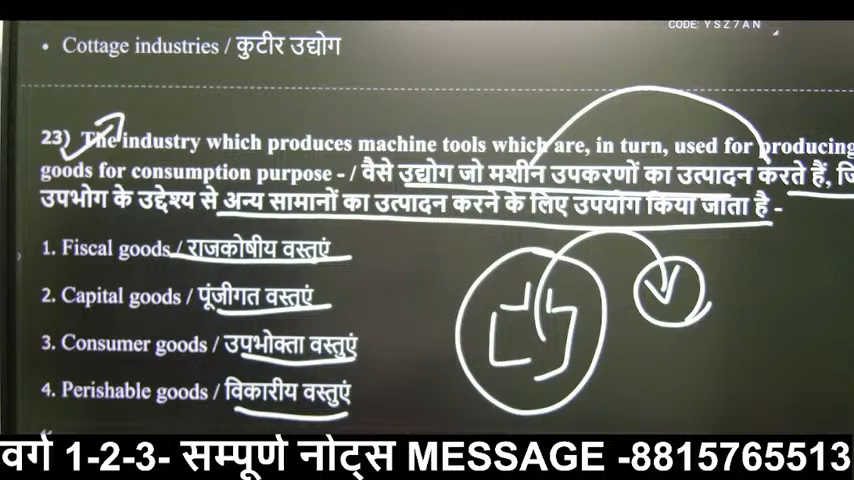 CODE: Y S Z 7 A N
• Cottage industries / कुटीर उद्योग
23) The industry which produces machine tools which are, in turn, used for producing
goods for consumption purpose - / वैसे उद्योग जो मशीन उपकरणों का उत्पादन करते हैं,
उपभोग के उद्देश्य से अन्य सामानों का उत्पादन करने के लिए उपयोग किया जाता है -
1. Fiscal goods / राजकोषीय वस्तुएं
2. Capital goods / पूंजीगत वस्तुएं
3. Consumer goods / उपभोक्ता वस्तुएं
4. Perishable goods / विकारीय वस्तुएं
वर्ग 1-2-3- सम्पूर्ण नोट्स MESSAGE -8815765513